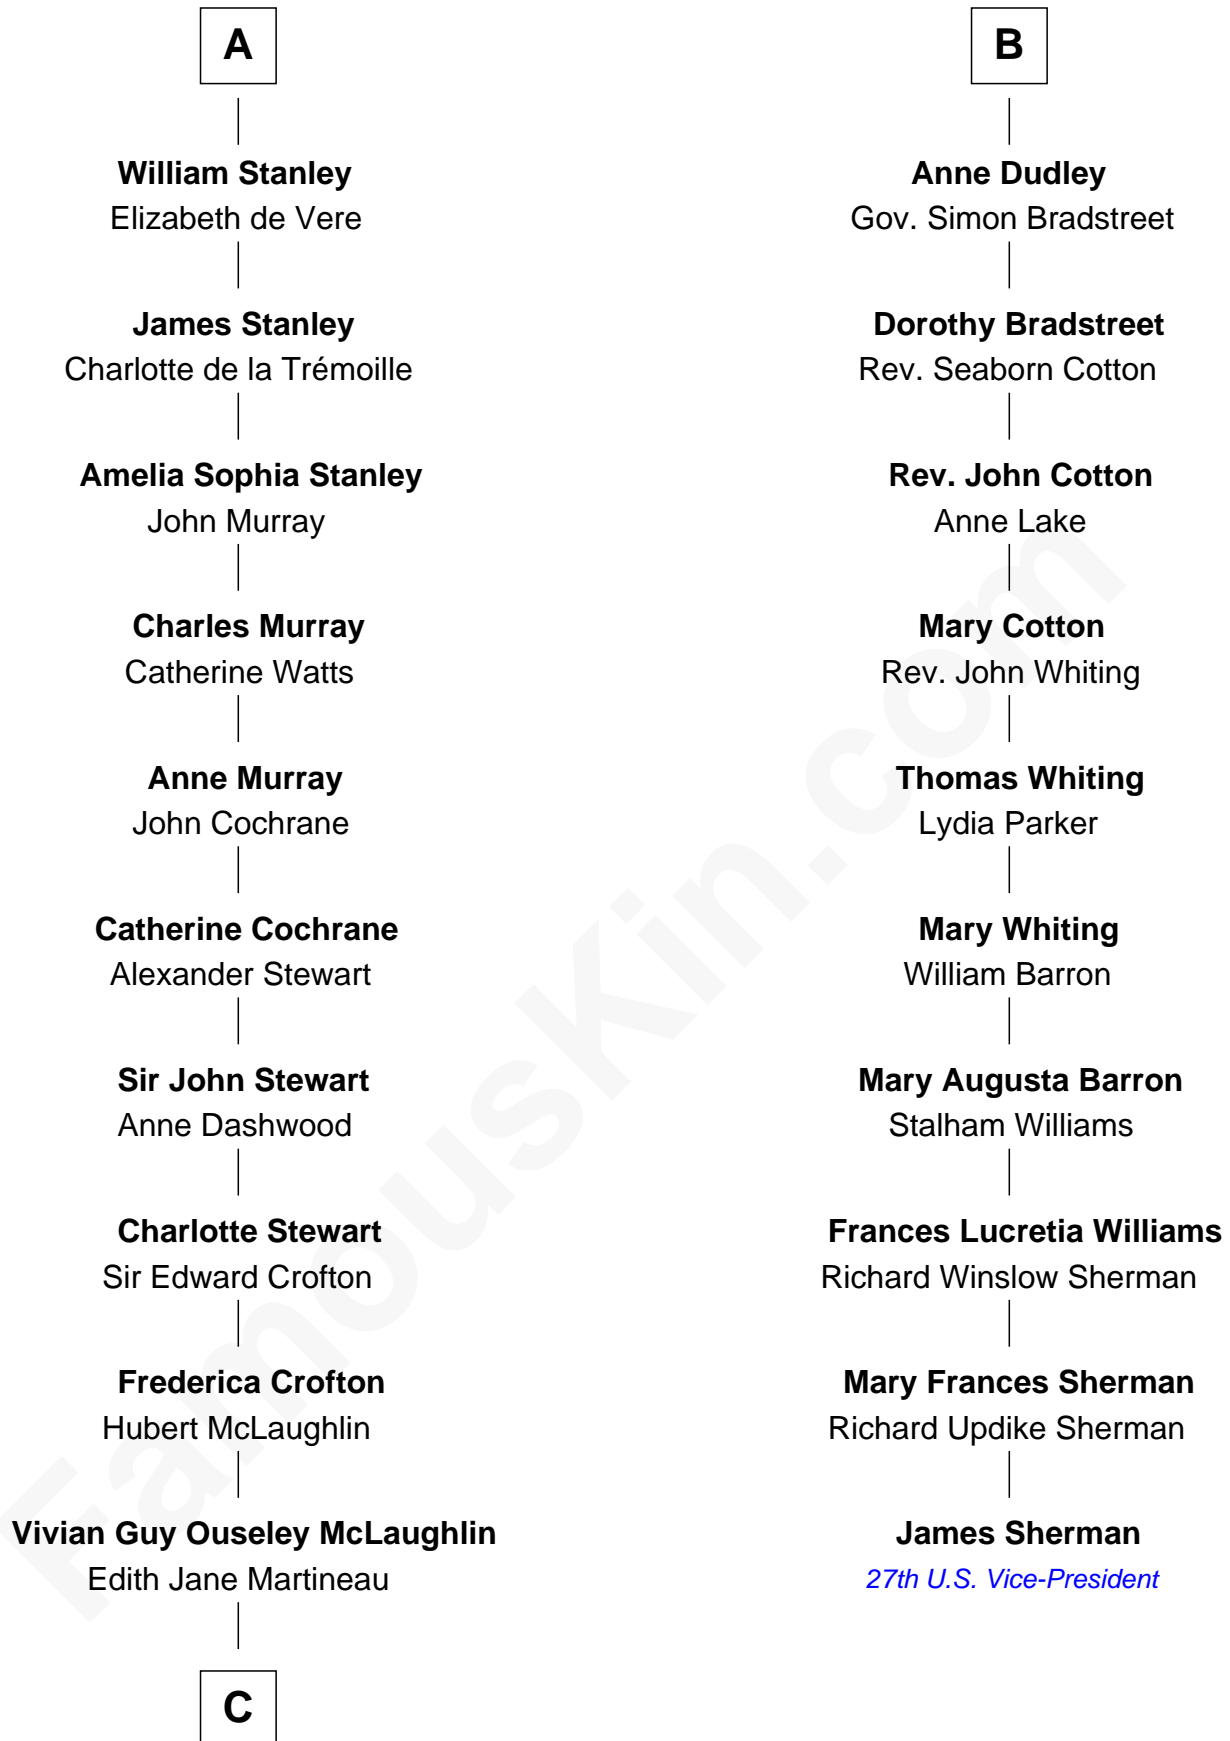 A
William Stanley
Elizabeth de Vere
James Stanley
Charlotte de la Trémoille
Amelia Sophia Stanley
John Murray
Charles Murray
Catherine Watts
Anne Murray
John Cochrane
Catherine Cochrane
Alexander Stewart
Sir John Stewart
Anne Dashwood
Charlotte Stewart
Sir Edward Crofton
Frederica Crofton
Hubert McLaughlin
Vivian Guy Ouseley McLaughlin
Edith Jane Martineau
C
B
Anne Dudley
Gov. Simon Bradstreet
Dorothy Bradstreet
Rev. Seaborn Cotton
Rev. John Cotton
Anne Lake
Mary Cotton
Rev. John Whiting
Thomas Whiting
Lydia Parker
Mary Whiting
William Barron
Mary Augusta Barron
Stalham Williams
Frances Lucretia Williams
Richard Winslow Sherman
Mary Frances Sherman
Richard Updike Sherman
James Sherman
27th U.S. Vice-President
FamousKin.com